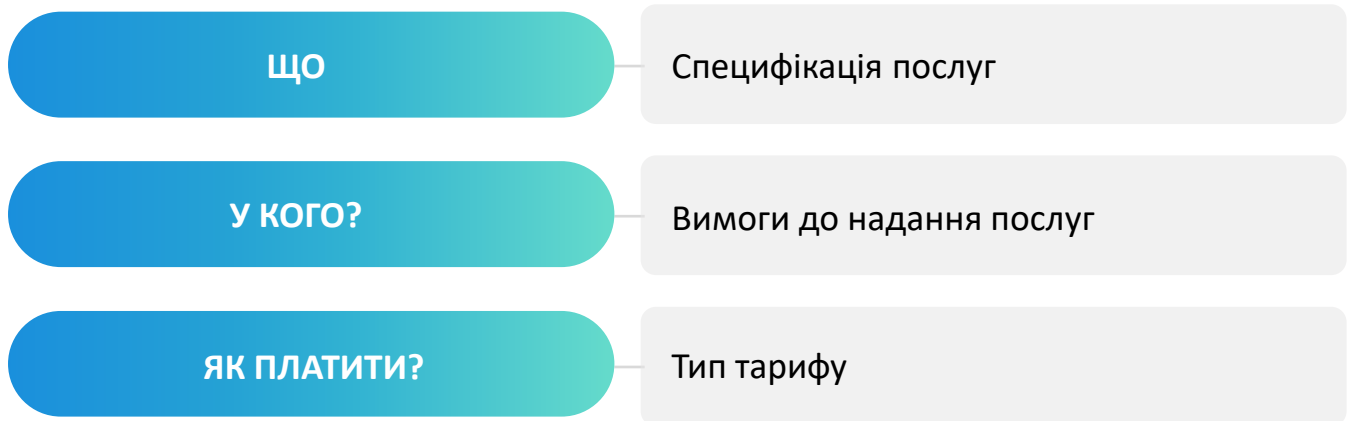 ЩО
Специфікація послуг
У КОГО?
Вимоги до надання послуг
ЯК ПЛАТИТИ?
Тип тарифу